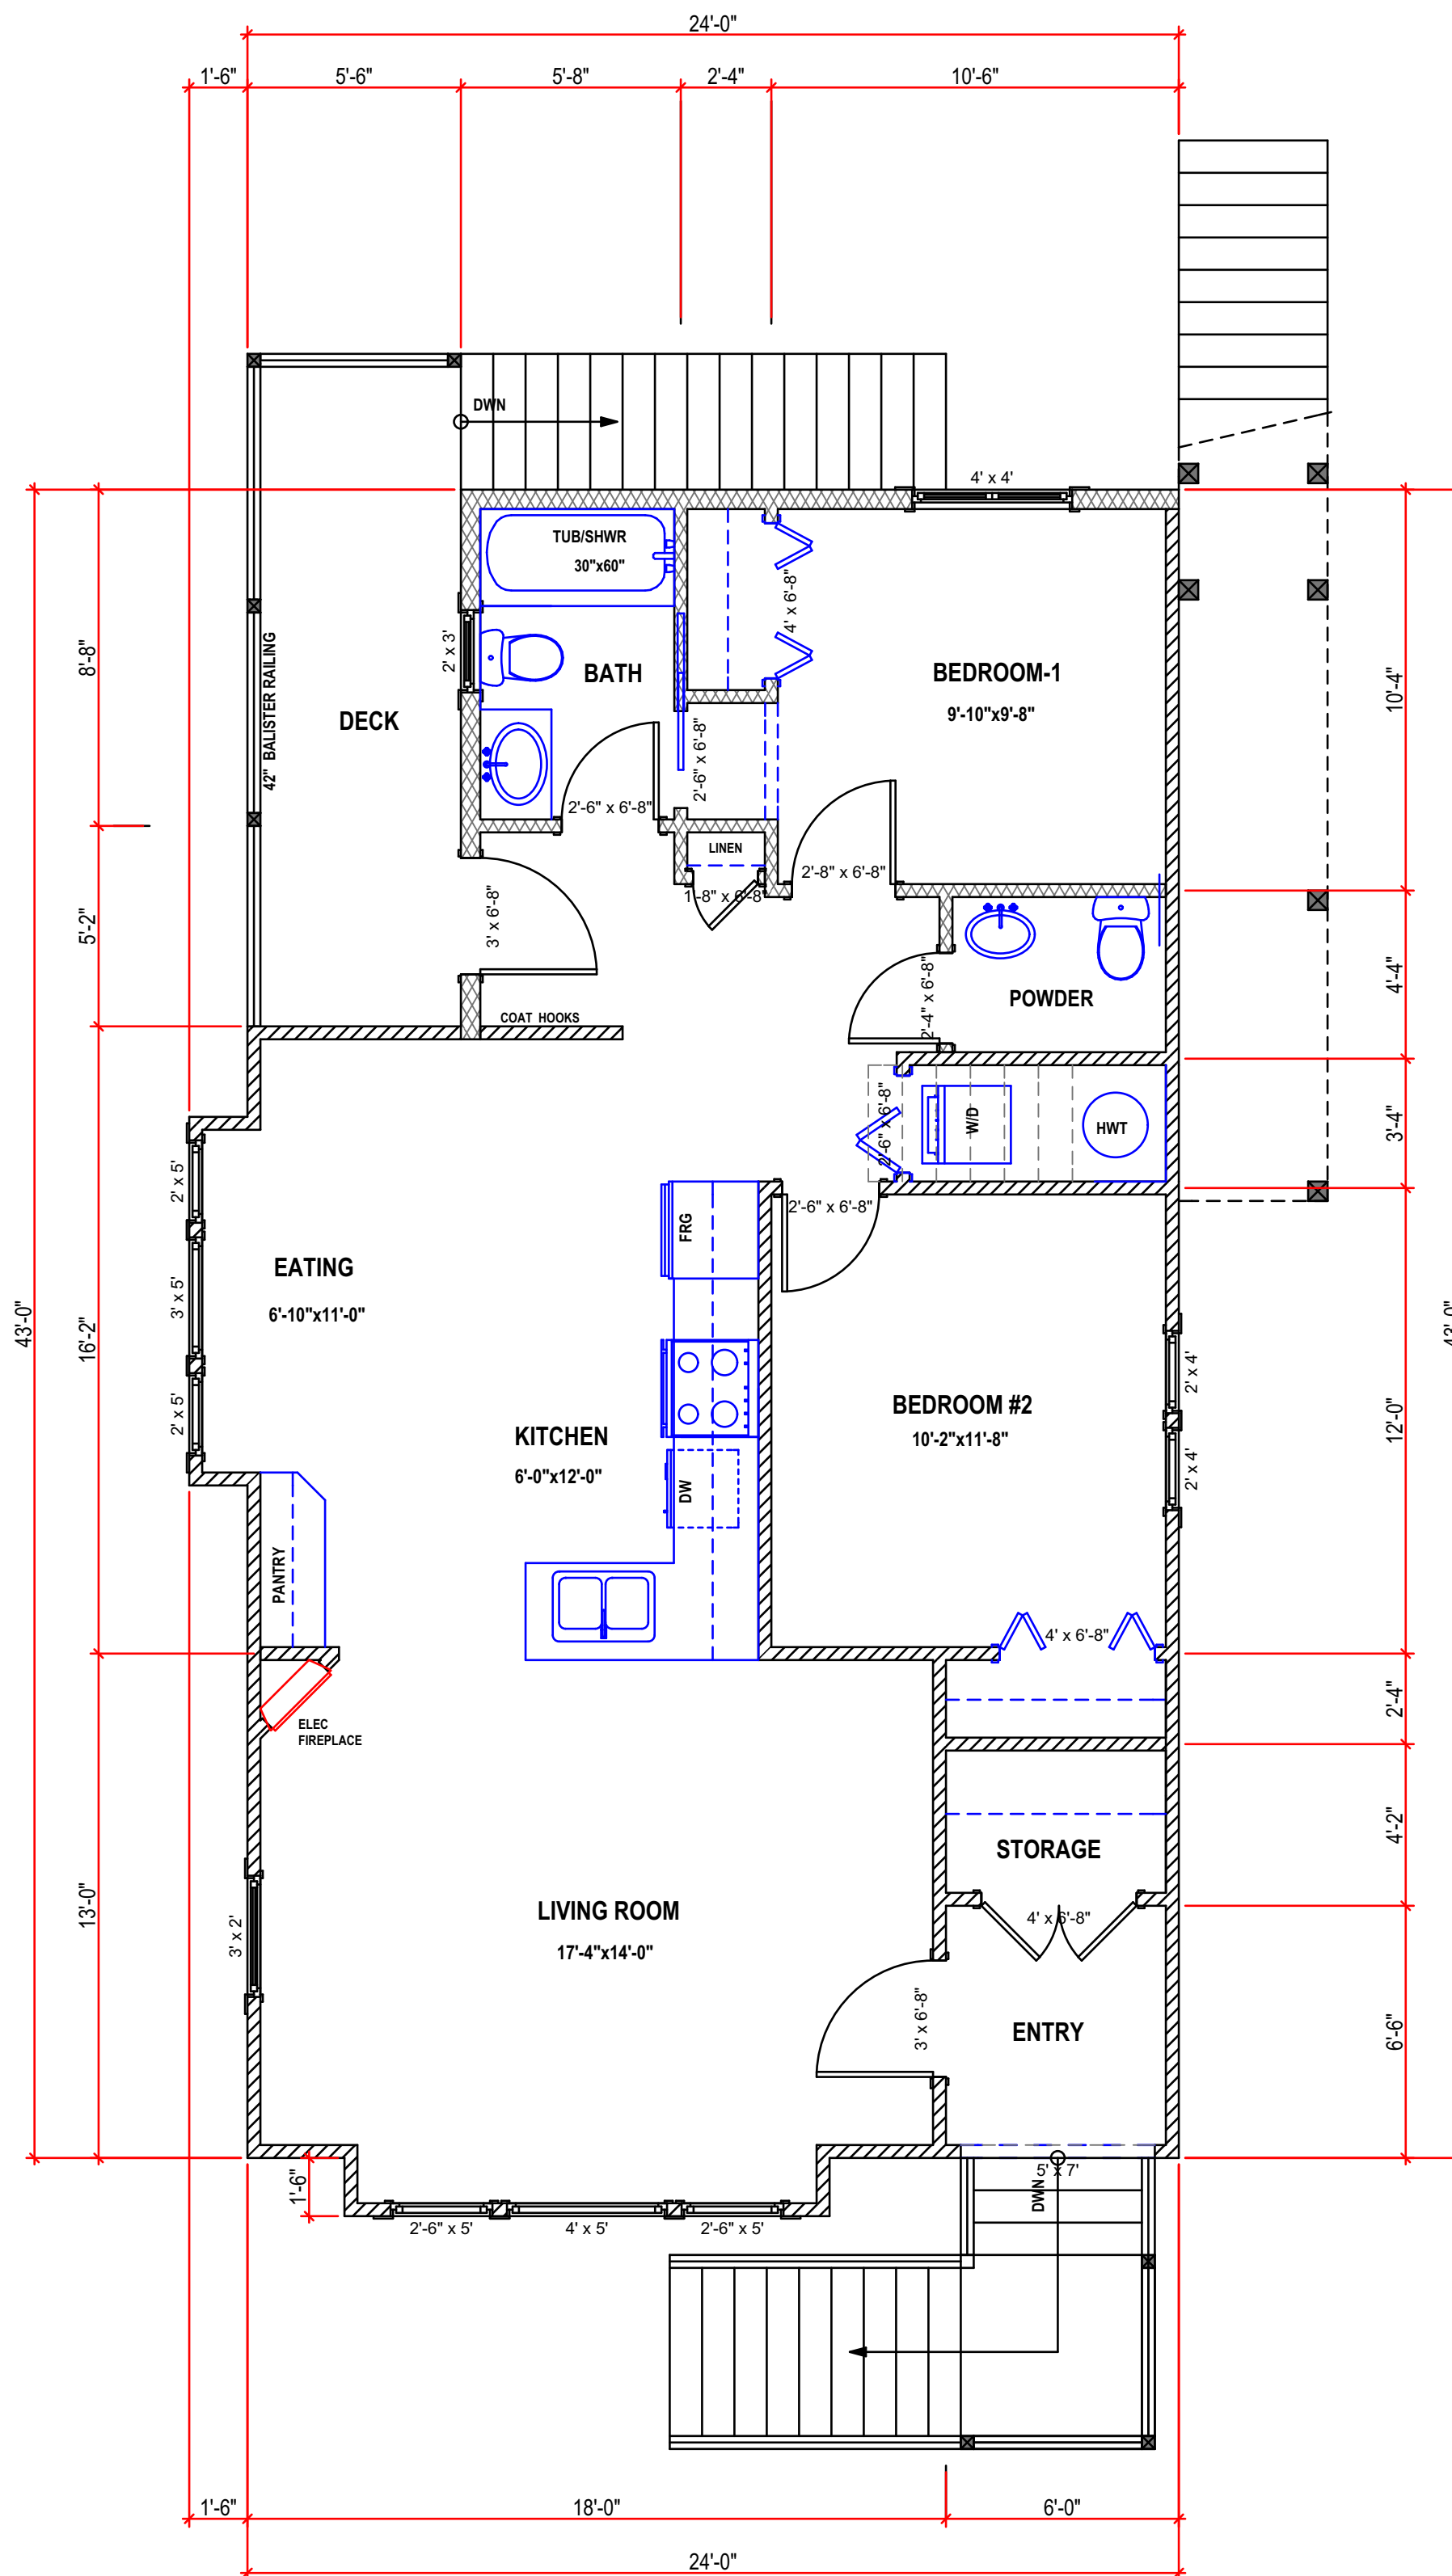 24'-0"
1'-6"
5'-6"
5'-8"
2'-4"
10'-6"
DWN
4' x 4'
TUB/SHWR
30"x60"
4' x 6'-8"
8'-8"
42" BALISTER RAILING
2' x 3'
BATH
BEDROOM-1
9'-10"x9'-8"
10'-4"
DECK
2'-6" x 6'-8"
2'-6" x 6'-8"
LINEN
1'-8" x 6'-8"
2'-8" x 6'-8"
5'-2"
3' x 6'-8"
COAT HOOKS
2'-4" x 6'-8"
POWDER
4'-4"
2'-6" x 6'-8"
W/D
HWT
3'-4"
2' x 5'
FRG
2'-6" x 6'-8"
EATING
6'-10"x11'-0"
3' x 5'
43'-0"
16'-2"
43'-0"
2' x 4'
2' x 5'
KITCHEN
6'-0"x12'-0"
BEDROOM #2
10'-2"x11'-8"
12'-0"
2' x 4'
DW
PANTRY
4' x 6'-8"
ELEC
FIREPLACE
2'-4"
4'-2"
STORAGE
4' x 6'-8"
13'-0"
3' x 2'
LIVING ROOM
17'-4"x14'-0"
3' x 6'-8"
ENTRY
6'-6"
1'-6"
5' x 7'
DWN
2'-6" x 5'
4' x 5'
2'-6" x 5'
1'-6"
18'-0"
6'-0"
24'-0"